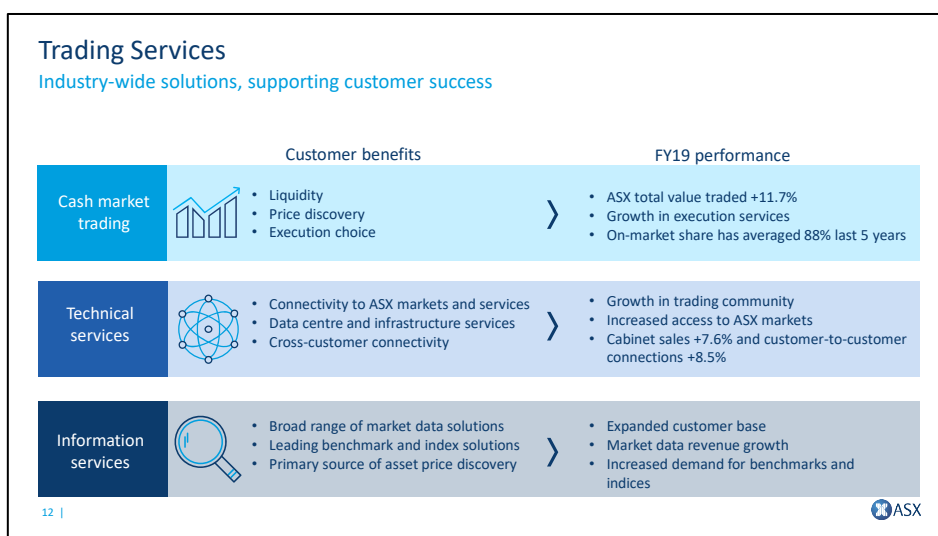 Trading Services
Industry-wide solutions, supporting customer success
Customer benefits
FY19 performance
Cash market
trading
• Liquidity
• Price discovery
• Execution choice
• ASX total value traded +11.7%
• Growth in execution services
• On-market share has averaged 88% last 5 years
Technical
services
• Connectivity to ASX markets and services
• Data centre and infrastructure services
• Cross-customer connectivity
• Growth in trading community
• Increased access to ASX markets
• Cabinet sales +7.6% and customer-to-customer
connections +8.5%
Information
services
• Broad range of market data solutions
• Leading benchmark and index solutions
• Primary source of asset price discovery
• Expanded customer base
• Market data revenue growth
• Increased demand for benchmarks and
indices
12 |
ASX